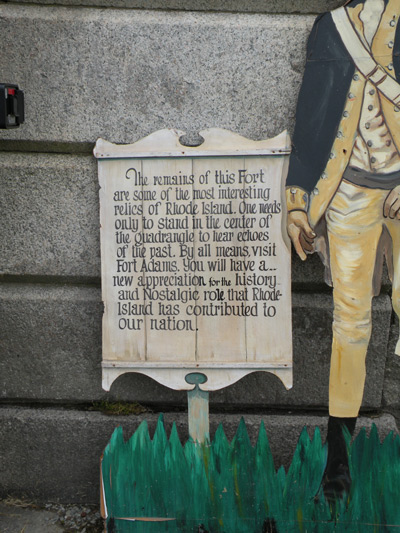 The remains of this Fort
are some of the most interesting
relics of Rhode Island. One needs
only to stand in the center of
the quadrangle to hear echoes
of the past. By all means, visit
Fort Adams. You will have a...
new appreciation for the history
and Nostalgic role that Rhode-
Island has contributed to
our nation.